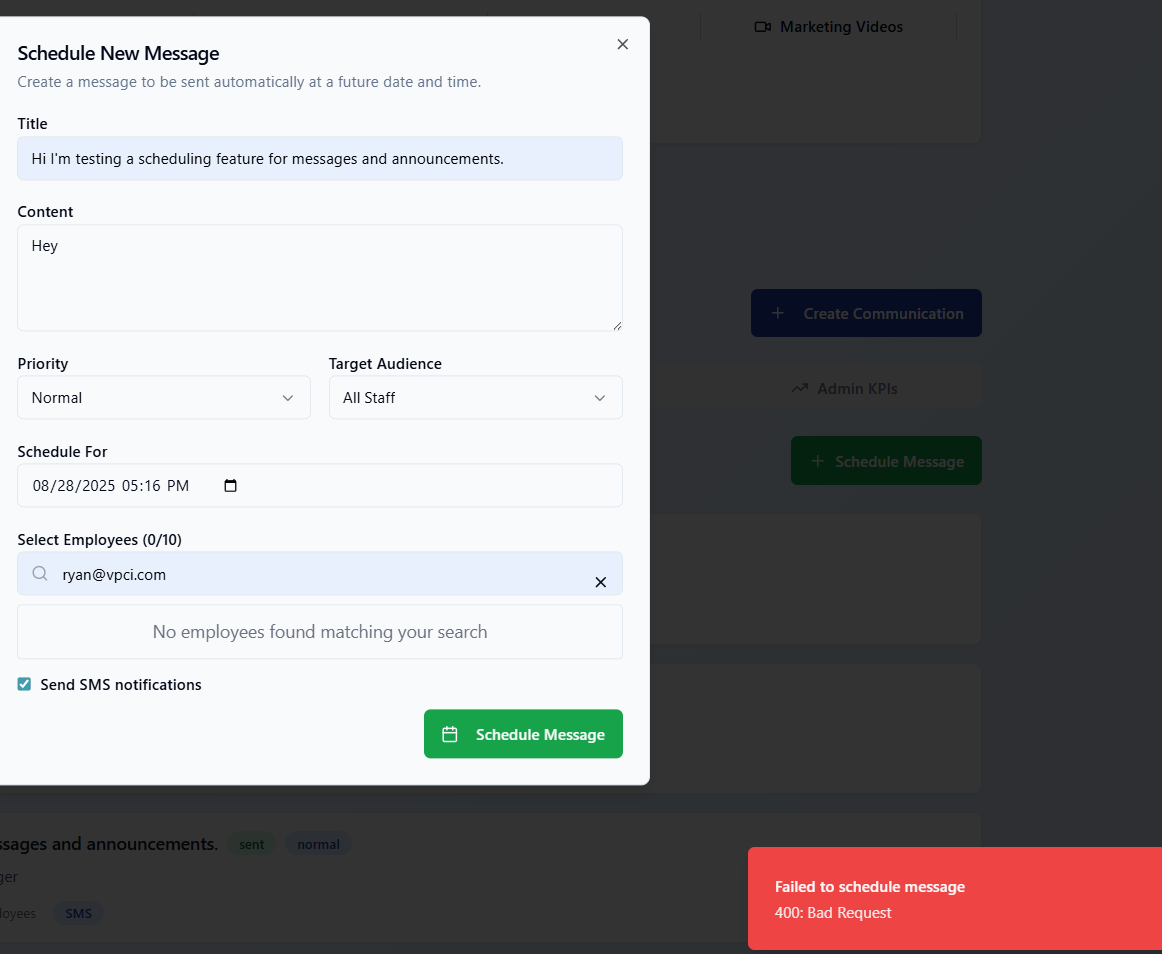 Marketing Videos
Schedule New Message
Create a message to be sent automatically at a future date and time.
Title
Hi I'm testing a scheduling feature for messages and announcements.
Content
Hey
Create Communication
Priority
Target Audience
Normal
All Staff
Admin KPIs
Schedule For
Schedule Message
08/28/2025 05:16 PM
Select Employees (0/10)
ryan@vpci.com
No employees found matching your search
Send SMS notifications
Schedule Message
and announcements.
sent
normal
SMS
Failed to schedule message
400: Bad Request